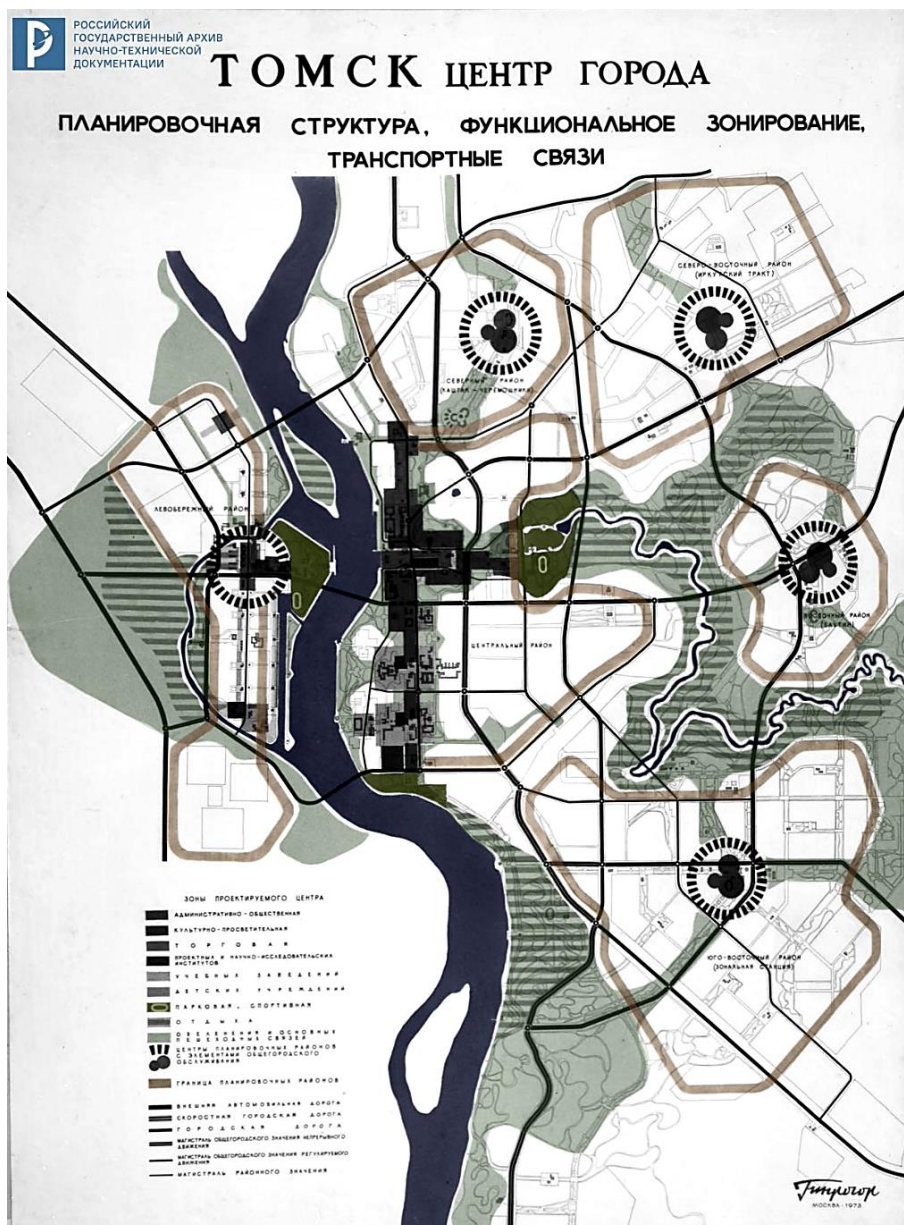 РОССИЙСКИЙ
ГОСУДАРСТВЕННЫЙ АРХИВ
НАУЧНО-ТЕХНИЧЕСКОЙ
ДОКУМЕНТАЦИИ
ТОМСК ЦЕНТР ГОРОДА
ПЛАНИРОВОЧНАЯ СТРУКТУРА, ФУНКЦИОНАЛЬНОЕ ЗОНИРОВАНИЕ,
ТРАНСПОРТНЫЕ СВЯЗИ
СЕВЕРО-ВОСТОЧНЫЙ РАЙОН
(ИРКУТСКИЙ ТРАКТ)
СЕВЕРНЫЙ РАЙОН
(КАШТАК-ЧЕРЕМОШНИКИ)
ЛЕВОБЕРЕЖНЫЙ РАЙОН
ВОСТОЧНЫЙ РАЙОН
ЦЕНТРАЛЬНЫЙ РАЙОН
ЮГО-ВОСТОЧНЫЙ РАЙОН
(ЗОНАЛЬНАЯ СТАНЦИЯ)
ЗОНЫ ПРОЕКТИРУЕМОГО ЦЕНТРА
АДМИНИСТРАТИВНО-ОБЩЕСТВЕННАЯ
КУЛЬТУРНО-ПРОСВЕТИТЕЛЬНАЯ
ТОРГОВАЯ
ПРОЕКТНЫХ И НАУЧНО-ИССЛЕДОВАТЕЛЬСКИХ
ИНСТИТУТОВ
УЧЕБНЫХ ЗАВЕДЕНИЙ
ДЕТСКИХ УЧРЕЖДЕНИЙ
ПАРКОВАЯ, СПОРТИВНАЯ
ОТДЫХА
ОЗЕЛЕНЕНИЯ И ОСНОВНЫХ
ПЕШЕХОДНЫХ СВЯЗЕЙ
ЦЕНТРЫ ПЛАНИРОВОЧНЫХ РАЙОНОВ
С ЭЛЕМЕНТАМИ ОБЩЕГОРОДСКОГО
ОБСЛУЖИВАНИЯ
ГРАНИЦА ПЛАНИРОВОЧНЫХ РАЙОНОВ
ВНЕШНЯЯ АВТОМОБИЛЬНАЯ ДОРОГА
СКОРОСТНАЯ ГОРОДСКАЯ ДОРОГА
ГОРОДСКАЯ ДОРОГА
МАГИСТРАЛЬ ОБЩЕГОРОДСКОГО ЗНАЧЕНИЯ НЕПРЕРЫВНОГО
ДВИЖЕНИЯ
МАГИСТРАЛЬ ОБЩЕГОРОДСКОГО ЗНАЧЕНИЯ РЕГУЛИРУЕМОГО
ДВИЖЕНИЯ
МАГИСТРАЛЬ РАЙОННОГО ЗНАЧЕНИЯ
Гипрогор
МОСКВА-1973